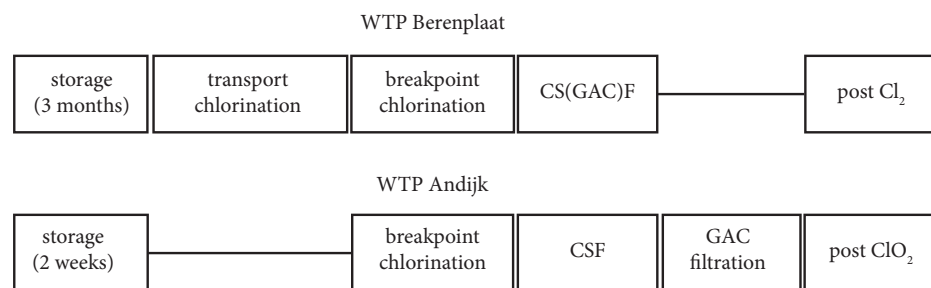 WTP Berenplaat
storage
(3 months)
transport
chlorination
breakpoint
chlorination
CS(GAC)F
post Cl₂
WTP Andijk
storage
(2 weeks)
breakpoint
chlorination
CSF
GAC
filtration
post ClO₂